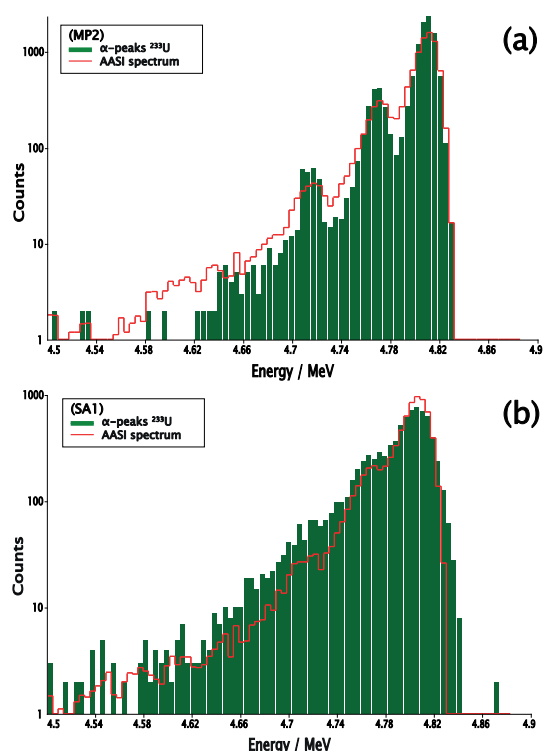 (MP2)
α-peaks ²³³U
AASI spectrum
(a)
1000
100
10
1
Counts
4.5 4.54 4.58 4.62 4.66 4.7 4.74 4.78 4.82 4.86 4.9
Energy / MeV
(SA1)
α-peaks ²³³U
AASI spectrum
(b)
1000
100
10
1
Counts
4.5 4.54 4.58 4.62 4.66 4.7 4.74 4.78 4.82 4.86 4.9
Energy / MeV